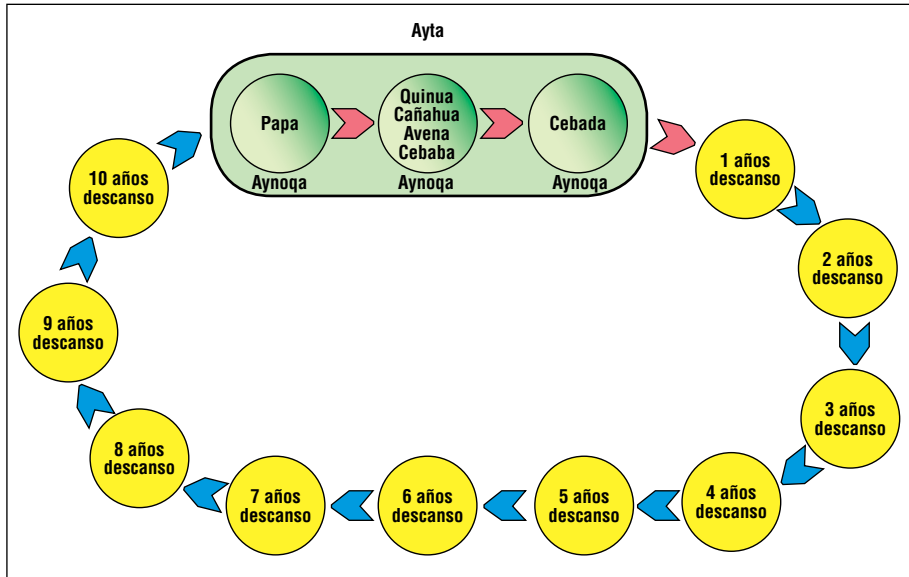 Ayta
Papa
Aynoqa
Quinua
Cañahua
Avena
Cebaba
Aynoqa
Cebada
Aynoqa
1 años
descanso
2 años
descanso
3 años
descanso
4 años
descanso
5 años
descanso
6 años
descanso
7 años
descanso
8 años
descanso
9 años
descanso
10 años
descanso